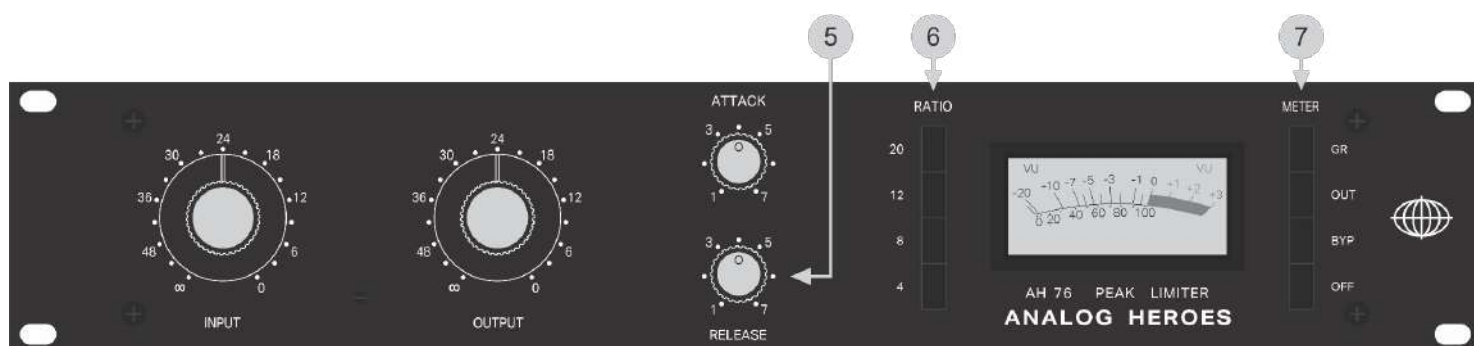 5 6 7
ATTACK
RATIO
METER
24
30 18
36 12
48 6
∞ 0
INPUT
24
30 18
36 12
48 6
∞ 0
OUTPUT
3 5
1 7
3 5
1 7
RELEASE
20
12
8
4
VU VU
-20 -10 -7 -5 -3 -1 0 +1 +2 +3
0 20 40 60 80 100
AH 76 PEAK LIMITER
ANALOG HEROES
GR
OUT
BYP
OFF